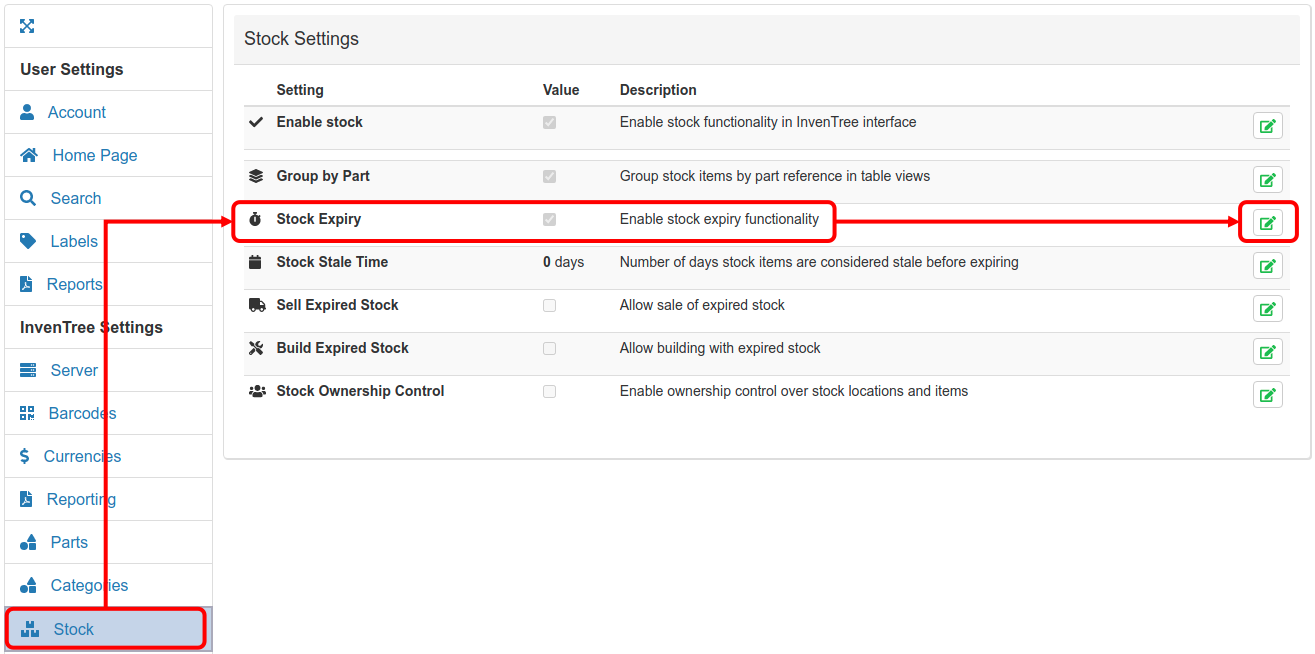 User Settings
Account
Home Page
Search
Labels
Reports
InvenTree Settings
Server
Barcodes
Currencies
Reporting
Parts
Categories
Stock
Stock Settings
Setting Value Description
Enable stock Enable stock functionality in InvenTree interface
Group by Part Group stock items by part reference in table views
Stock Expiry Enable stock expiry functionality
Stock Stale Time 0 days Number of days stock items are considered stale before expiring
Sell Expired Stock Allow sale of expired stock
Build Expired Stock Allow building with expired stock
Stock Ownership Control Enable ownership control over stock locations and items